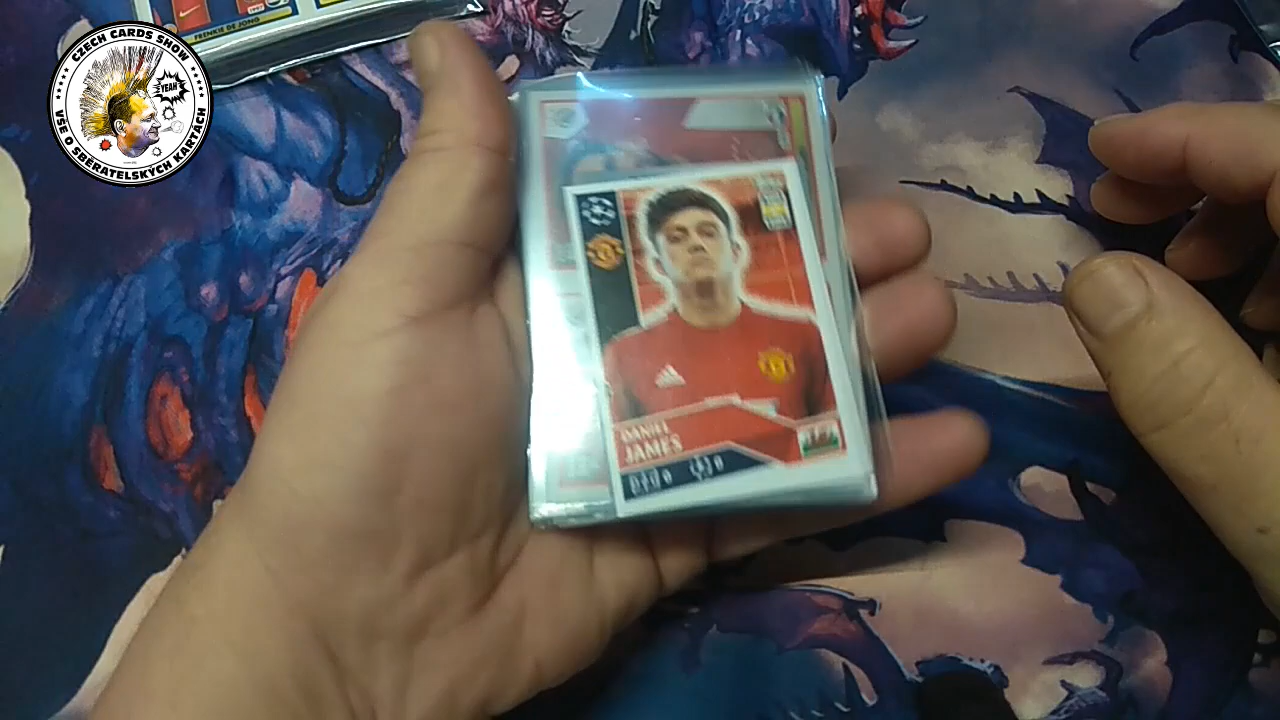 FRENKIE DE JONG
CZECH CARDS SHOW
YEAH
VŠE O SBĚRATELSKÝCH KARTÁCH
DANIEL
JAMES